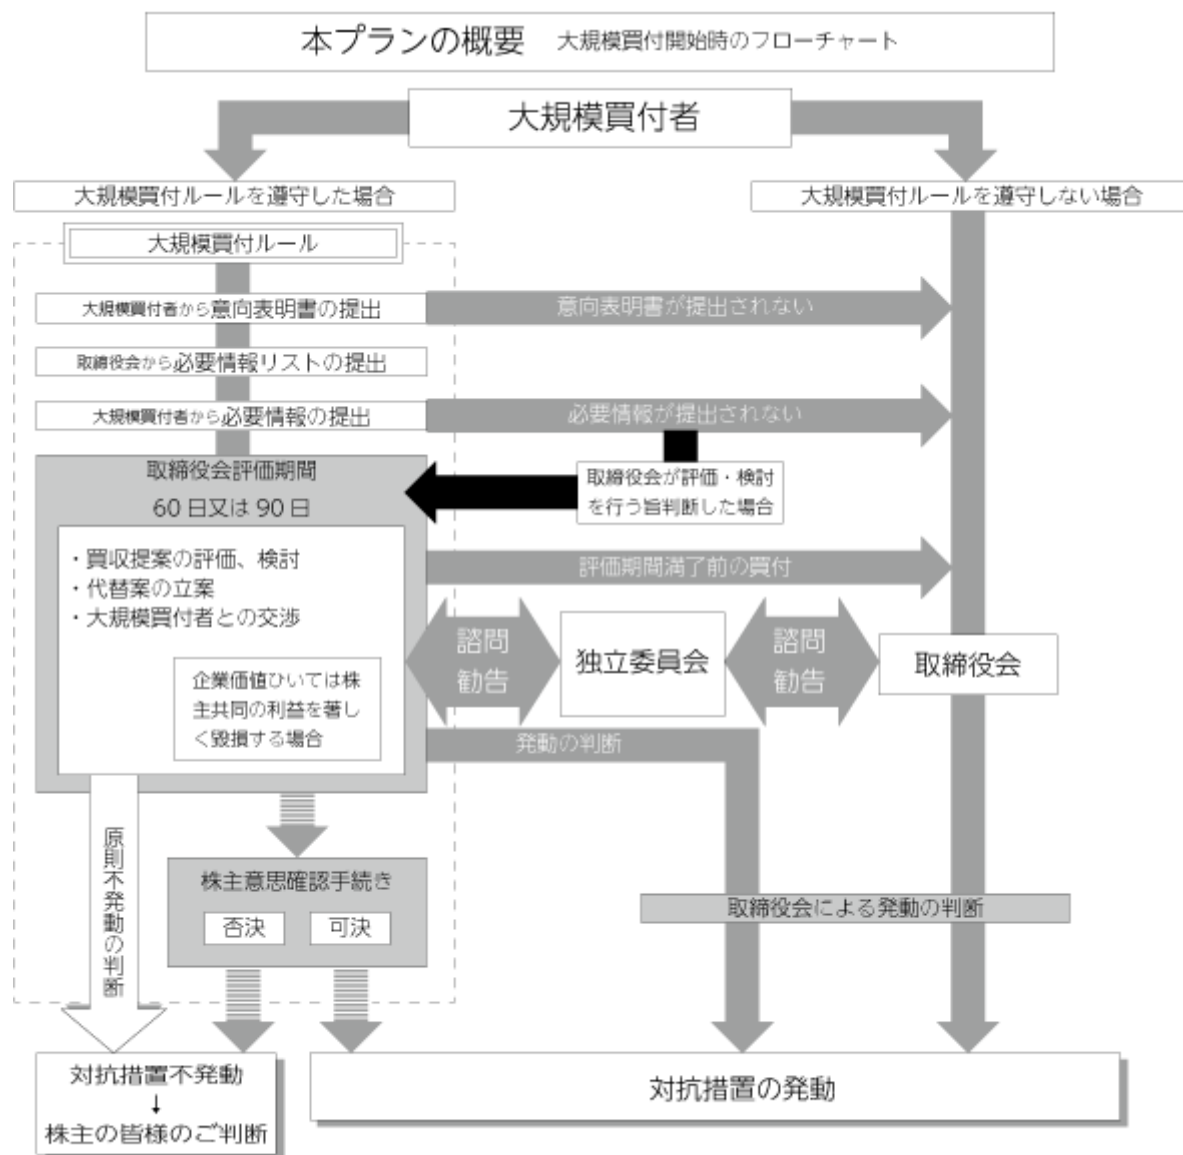 本プランの概要 大規模買付開始時のフローチャート
大規模買付者
大規模買付ルールを遵守した場合
大規模買付ルールを遵守しない場合
大規模買付ルール
大規模買付者から意向表明書の提出
意向表明書が提出されない
取締役会から必要情報リストの提出
大規模買付者から必要情報の提出
必要情報が提出されない
取締役会評価期間
60日又は90日
取締役会が評価・検討
を行う旨判断した場合
・買収提案の評価、検討
・代替案の立案
・大規模買付者との交渉
評価期間満了前の買付
企業価値ひいては株
主共同の利益を著し
く毀損する場合
諮問
勧告
独立委員会
諮問
勧告
取締役会
発動の判断
原則不発動の判断
株主意思確認手続き
否決
可決
取締役会による発動の判断
対抗措置不発動
↓
株主の皆様のご判断
対抗措置の発動